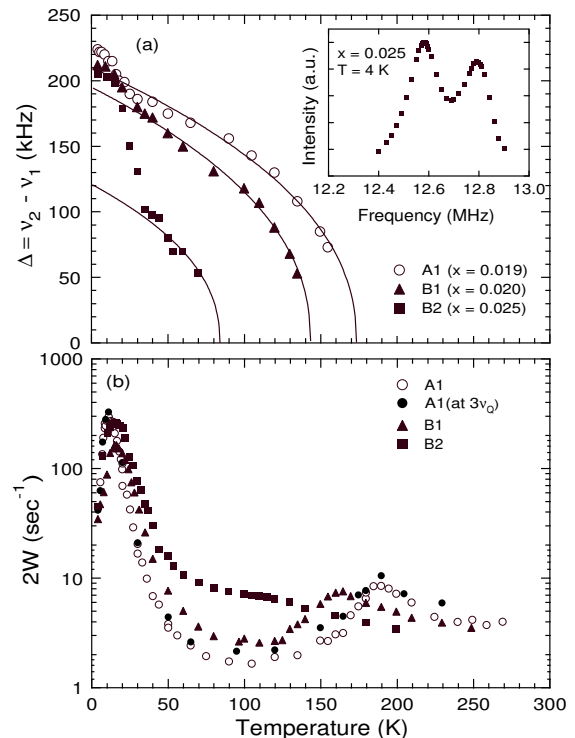 (a)
x = 0.025
T = 4 K
Intensity (a.u.)
12.2 12.4 12.6 12.8 13.0
Frequency (MHz)
250
200
150
100
50
0
Δ = ν₂ - ν₁ (kHz)
A1 (x = 0.019)
B1 (x = 0.020)
B2 (x = 0.025)
(b)
A1
A1(at 3ν_Q)
B1
B2
1000
100
10
1
2W (sec⁻¹)
0 50 100 150 200 250 300
Temperature (K)